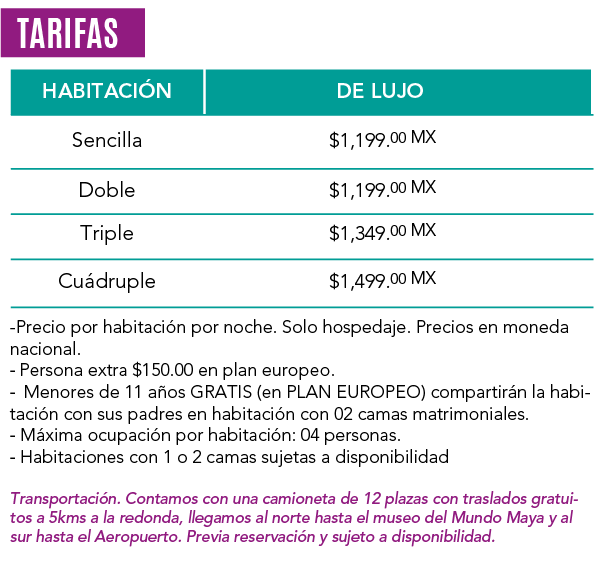 TARIFAS
HABITACIÓN DE LUJO
Sencilla $1,199.00 MX
Doble $1,199.00 MX
Triple $1,349.00 MX
Cuádruple $1,499.00 MX
-Precio por habitación por noche. Solo hospedaje. Precios en moneda
nacional.
- Persona extra $150.00 en plan europeo.
- Menores de 11 años GRATIS (en PLAN EUROPEO) compartirán la habi-
tación con sus padres en habitación con 02 camas matrimoniales.
- Máxima ocupación por habitación: 04 personas.
- Habitaciones con 1 o 2 camas sujetas a disponibilidad
Transportación. Contamos con una camioneta de 12 plazas con traslados gratui-
tos a 5kms a la redonda, llegamos al norte hasta el museo del Mundo Maya y al
sur hasta el Aeropuerto. Previa reservación y sujeto a disponibilidad.